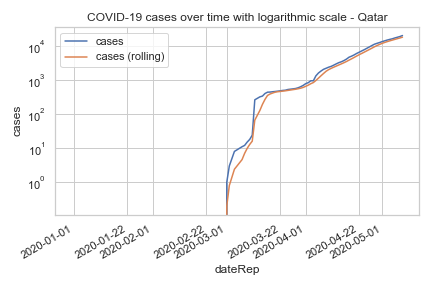 COVID-19 cases over time with logarithmic scale - Qatar
cases
cases (rolling)
10^4
10^3
10^2
10^1
10^0
cases
2020-01-01
2020-01-22
2020-02-01
2020-02-22
2020-03-01
2020-03-22
2020-04-01
2020-04-22
2020-05-01
dateRep